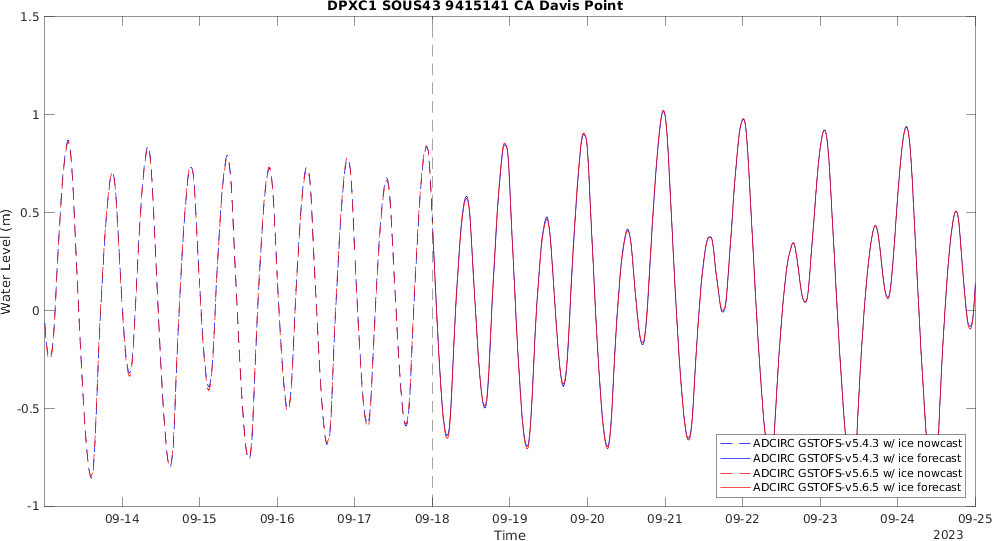 DPXC1 SOUS43 9415141 CA Davis Point
1.5
1
0.5
0
-0.5
-1
Water Level (m)
ADCIRC GSTOFS-v5.4.3 w/ ice nowcast
ADCIRC GSTOFS-v5.4.3 w/ ice forecast
ADCIRC GSTOFS-v5.6.5 w/ ice nowcast
ADCIRC GSTOFS-v5.6.5 w/ ice forecast
09-14 09-15 09-16 09-17 09-18 09-19 09-20 09-21 09-22 09-23 09-24 09-25
Time
2023